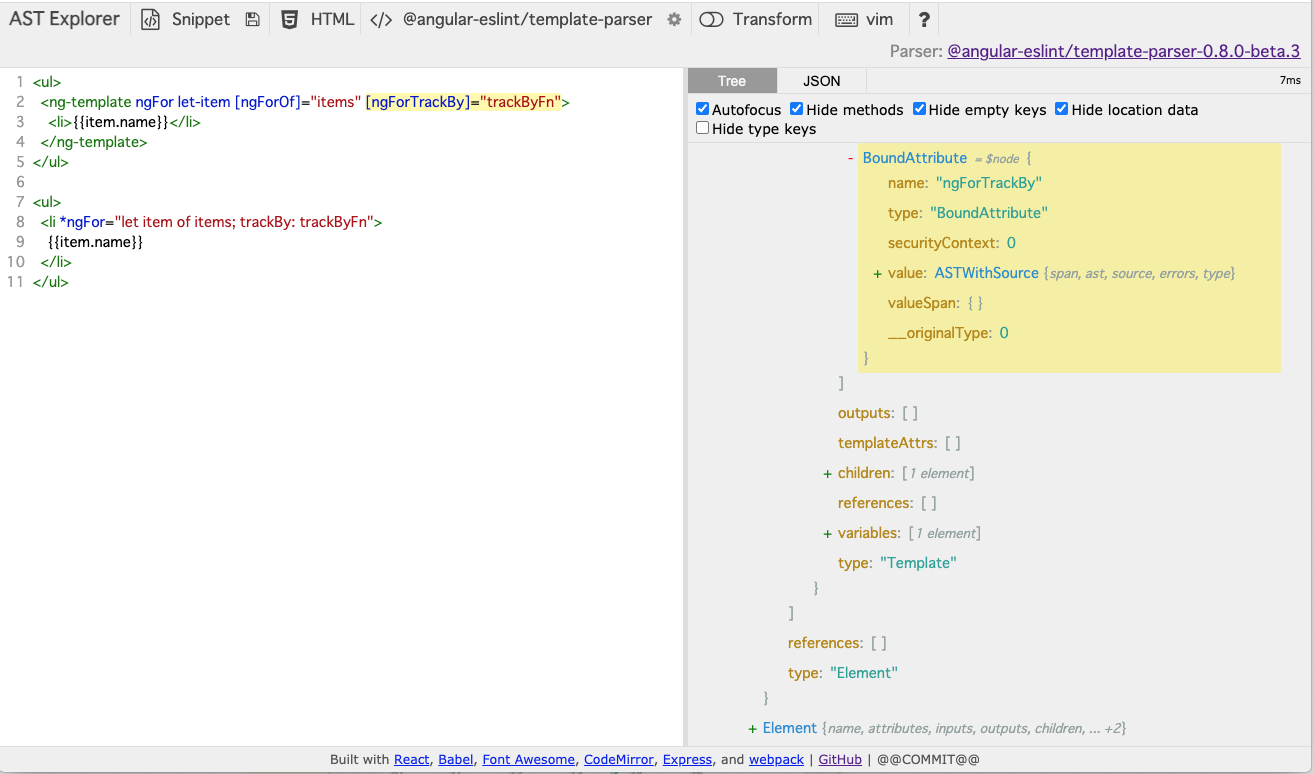 AST Explorer Snippet HTML </> @angular-eslint/template-parser Transform vim ?
Parser: @angular-eslint/template-parser-0.8.0-beta.3
1 <ul>
2 <ng-template ngFor let-item [ngForOf]="items" [ngForTrackBy]="trackByFn">
3 <li>{{item.name}}</li>
4 </ng-template>
5 </ul>
6
7 <ul>
8 <li *ngFor="let item of items; trackBy: trackByFn">
9 {{item.name}}
10 </li>
11 </ul>
Tree JSON 7ms
Autofocus Hide methods Hide empty keys Hide location data
Hide type keys
- BoundAttribute = $node {
name: "ngForTrackBy"
type: "BoundAttribute"
securityContext: 0
+ value: ASTWithSource {span, ast, source, errors, type}
valueSpan: { }
__originalType: 0
}
]
outputs: [ ]
templateAttrs: [ ]
+ children: [1 element]
references: [ ]
+ variables: [1 element]
type: "Template"
}
]
references: [ ]
type: "Element"
}
+ Element {name, attributes, inputs, outputs, children, ... +2}
Built with React, Babel, Font Awesome, CodeMirror, Express, and webpack | GitHub | @@COMMIT@@